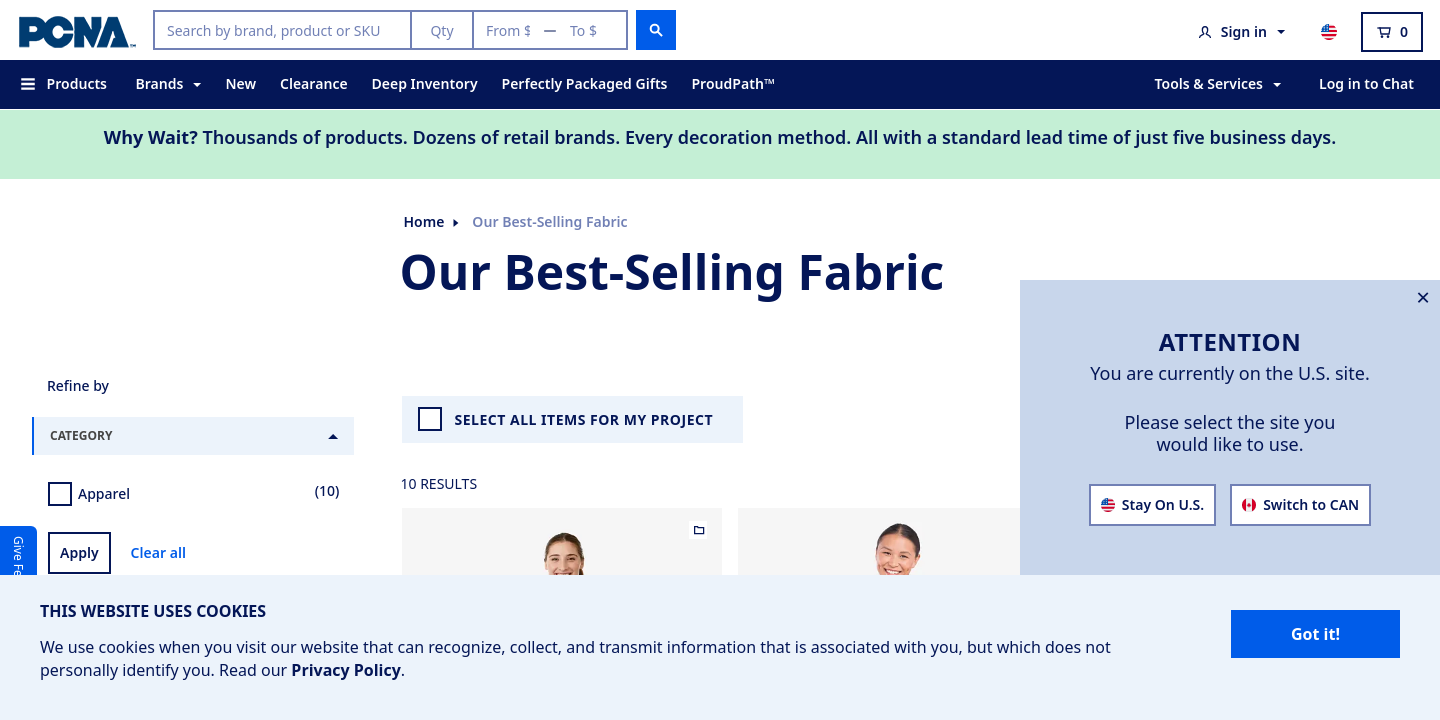 PCNA™
Search by brand, product or SKU
Qty
From $ — To $
Sign in
0
Products
Brands
New
Clearance
Deep Inventory
Perfectly Packaged Gifts
ProudPath™
Tools & Services
Log in to Chat
Why Wait? Thousands of products. Dozens of retail brands. Every decoration method. All with a standard lead time of just five business days.
Home
Our Best-Selling Fabric
Our Best-Selling Fabric
Refine by
CATEGORY
Apparel
(10)
Apply
Clear all
Give Fe
SELECT ALL ITEMS FOR MY PROJECT
10 RESULTS
ATTENTION
You are currently on the U.S. site.
Please select the site you
would like to use.
Stay On U.S.
Switch to CAN
THIS WEBSITE USES COOKIES
We use cookies when you visit our website that can recognize, collect, and transmit information that is associated with you, but which does not
personally identify you. Read our Privacy Policy.
Got it!